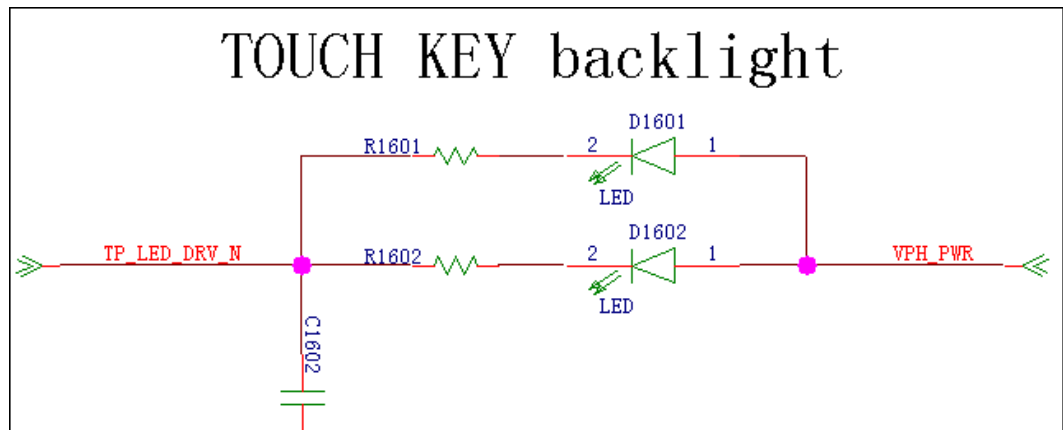 TOUCH KEY backlight
D1601
R1601
2
1
LED
D1602
TP_LED_DRV_N
R1602
2
1
VPH_PWR
LED
C1602